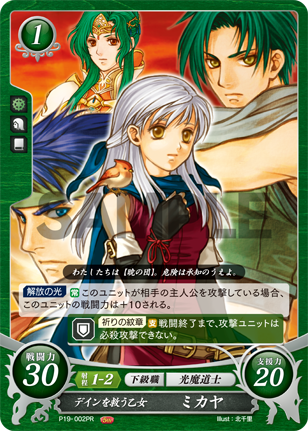 1
SAMPLE
わたしたちは【暁の団】。危険は承知のうえよ。
解放の光 常 このユニットが相手の主人公を攻撃している場合、
このユニットの戦闘力は+10される。
祈りの紋章 支 戦闘終了まで、攻撃ユニットは
必殺攻撃できない。
戦闘力
30
射程 1-2 下級職 光魔道士
支援力
20
デインを救う乙女 ミカヤ
P19-002PR
Illust:北千里